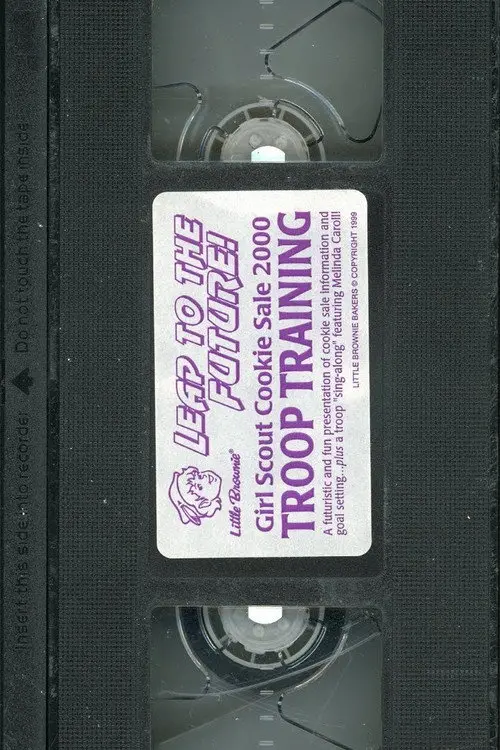 Insert this side into recorder
Do not touch the tape inside
LEAP TO THE
FUTURE!
Little Brownie®
Girl Scout Cookie Sale 2000
TROOP TRAINING
A futuristic and fun presentation of cookie sale information and
goal setting...plus a troop "sing-along" featuring Melinda Caroll!
LITTLE BROWNIE BAKERS © COPYRIGHT 1999